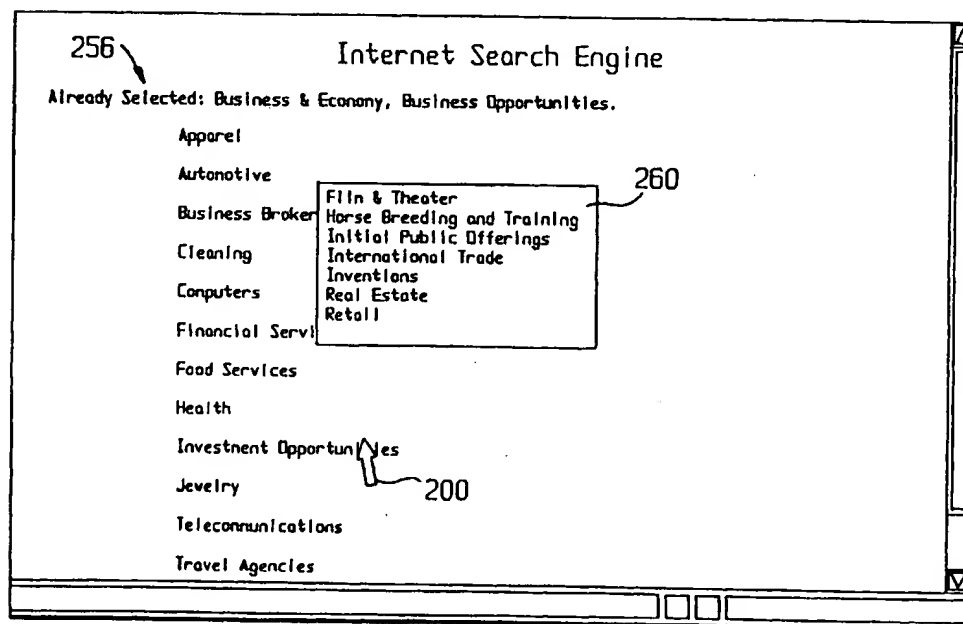 256
Internet Search Engine
Already Selected: Business & Economy, Business Opportunities.
Apparel
Automotive
260
Film & Theater
Business Broker
Horse Breeding and Training
Initial Public Offerings
Cleaning
International Trade
Inventions
Computers
Real Estate
Retail
Financial Servi
Food Services
Health
Investment Opportunities
Jewelry
200
Telecommunications
Travel Agencies